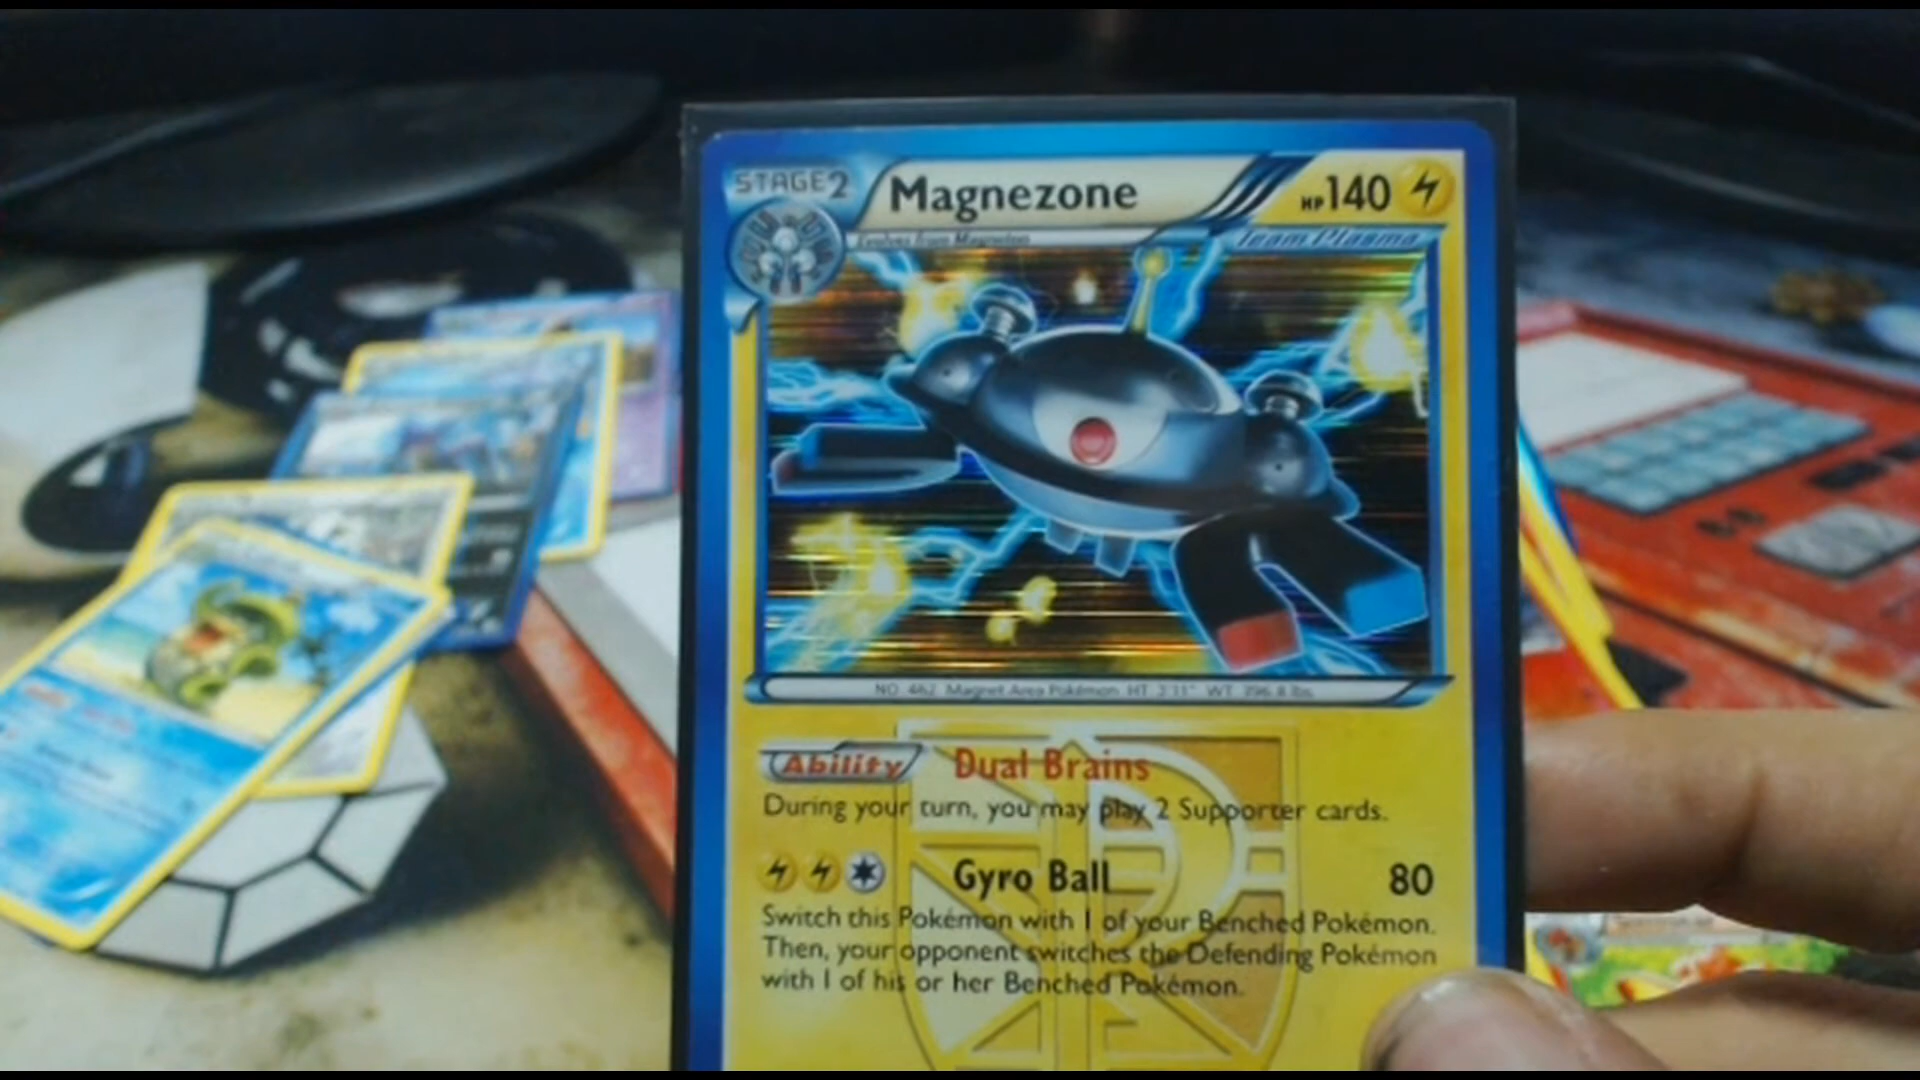 STAGE2 Magnezone HP140
Evolves from Magneton
Team Plasma
NO. 462 Magnet Area Pokémon HT 3'11" WT 396.8 lbs.
Ability Dual Brains
During your turn, you may play 2 Supporter cards.
Gyro Ball 80
Switch this Pokémon with 1 of your Benched Pokémon.
Then, your opponent switches the Defending Pokémon
with 1 of his or her Benched Pokémon.